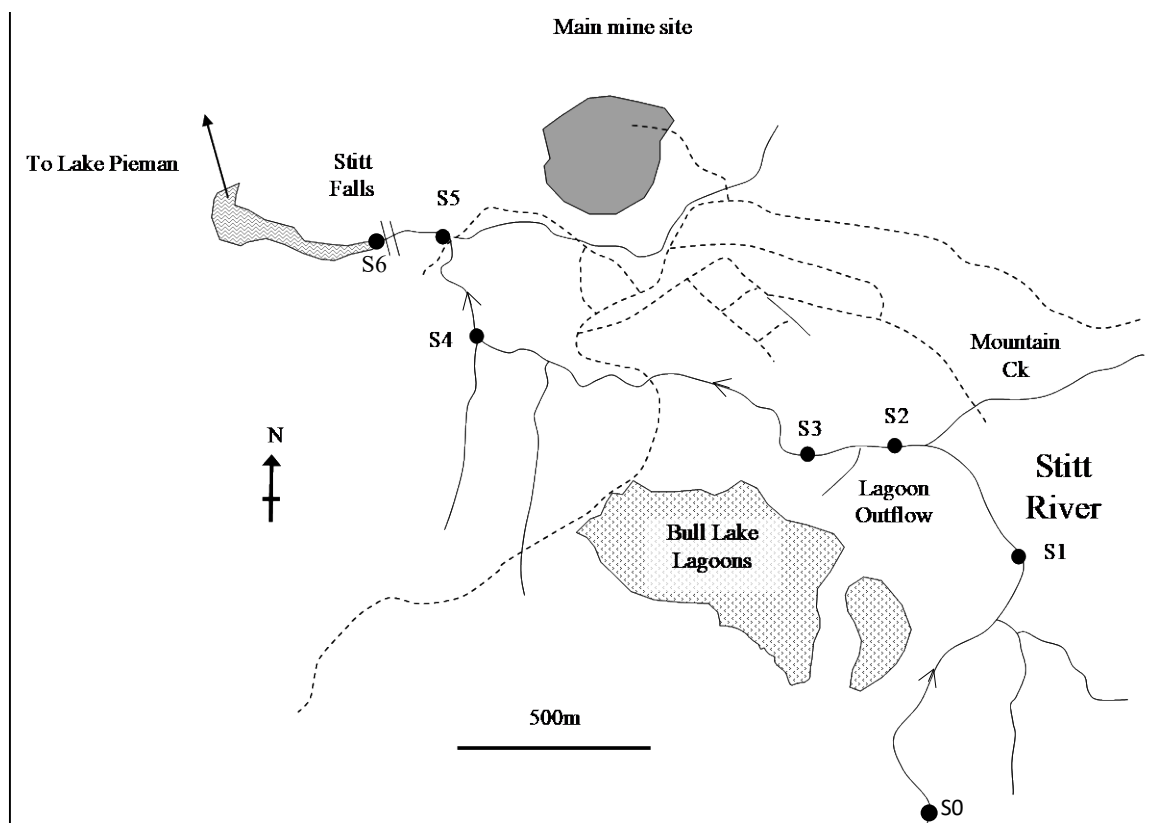 Main mine site
To Lake Pieman
Stitt
Falls
S5
S6
S4
Mountain
Ck
N
S3
S2
Stitt
River
Lagoon
Outflow
Bull Lake
Lagoons
S1
500m
S0